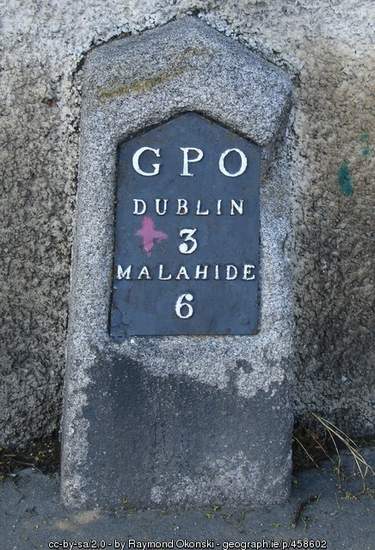 GPO
DUBLIN
3
MALAHIDE
6
cc-by-sa/2.0 - by Raymond Okonski - geograph.ie/p/458602